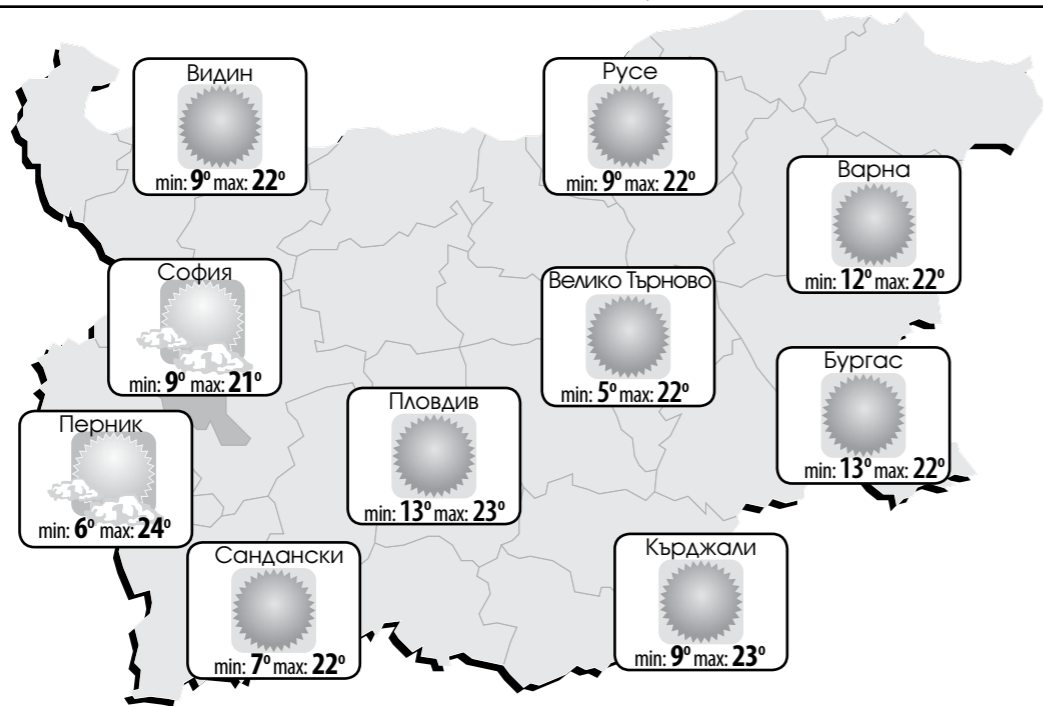 Видин
min: 9° max: 22°
Русе
min: 9° max: 22°
Варна
min: 12° max: 22°
София
min: 9° max: 21°
Велико Търново
min: 5° max: 22°
Бургас
min: 13° max: 22°
Пловдив
min: 13° max: 23°
Перник
min: 6° max: 24°
Сандански
min: 7° max: 22°
Кърджали
min: 9° max: 23°